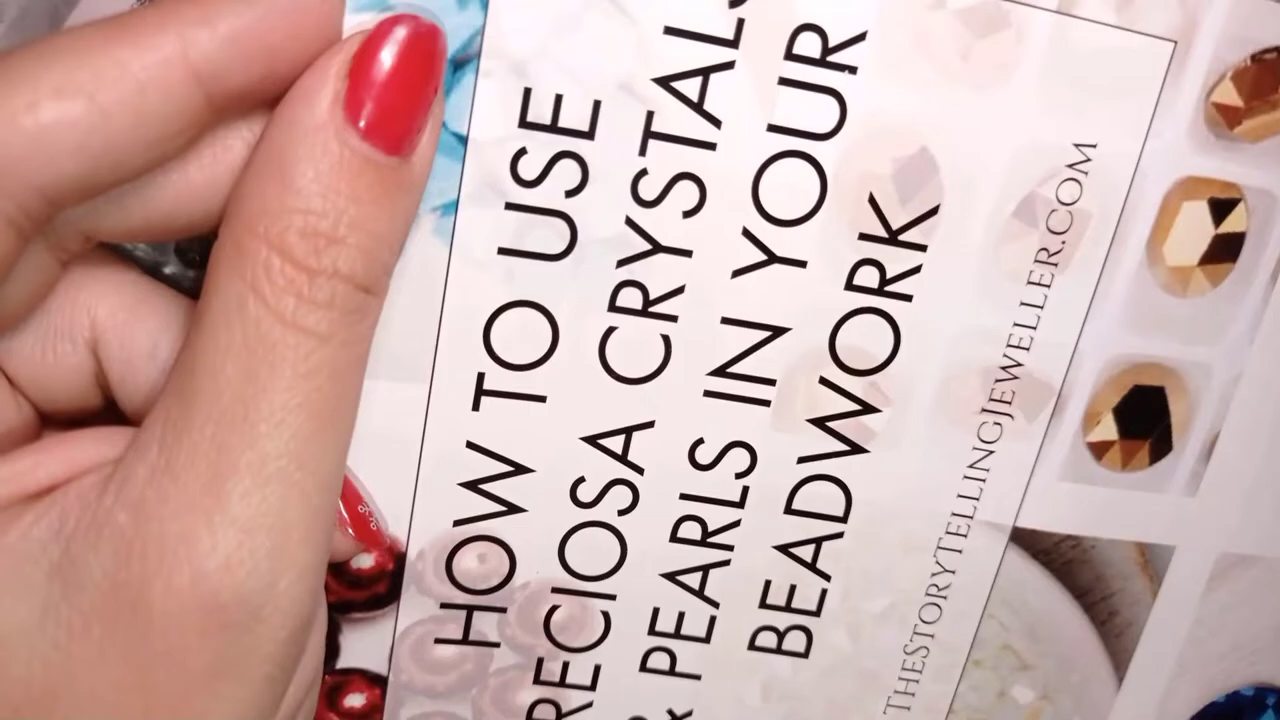 HOW TO USE
RECIOSA CRYSTALS
& PEARLS IN YOUR
BEADWORK
THESTORYTELLINGJEWELLER.COM